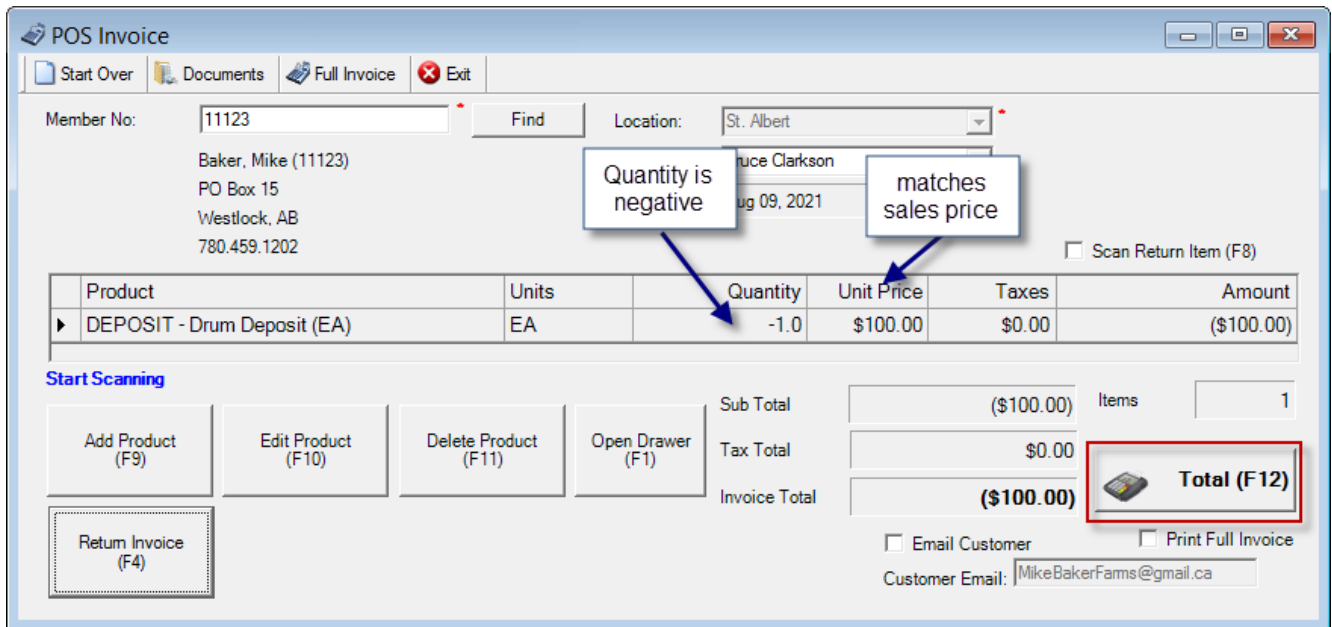 POS Invoice
Start Over Documents Full Invoice Exit
Member No: 11123 * Find Location: St. Albert *
Baker, Mike (11123)
PO Box 15
Westlock, AB
780.459.1202
Clarkson
09, 2021
Quantity is
negative
matches
sales price
Scan Return Item (F8)
Product Units Quantity Unit Price Taxes Amount
DEPOSIT - Drum Deposit (EA) EA -1.0 $100.00 $0.00 ($100.00)
Start Scanning
Add Product
(F9)
Edit Product
(F10)
Delete Product
(F11)
Open Drawer
(F1)
Return Invoice
(F4)
Sub Total ($100.00) Items 1
Tax Total $0.00
Invoice Total ($100.00)
Total (F12)
Email Customer Print Full Invoice
Customer Email: MikeBakerFarms@gmail.ca